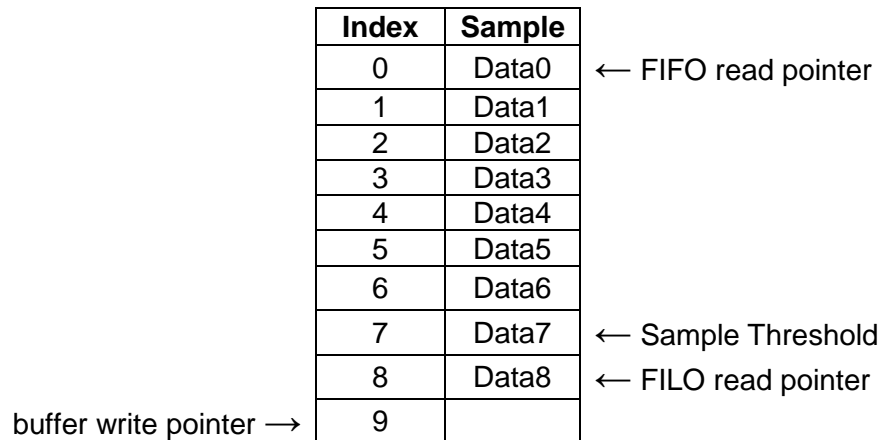 Index Sample
0 Data0 ← FIFO read pointer
1 Data1
2 Data2
3 Data3
4 Data4
5 Data5
6 Data6
7 Data7 ← Sample Threshold
8 Data8 ← FILO read pointer
buffer write pointer → 9